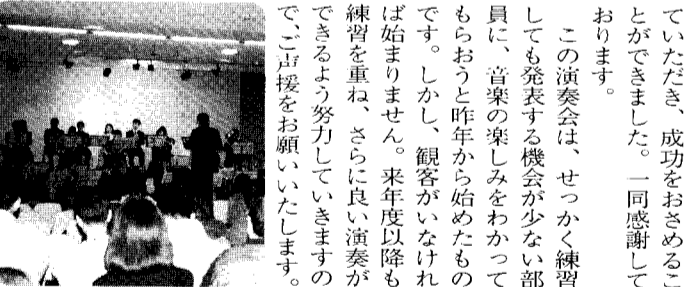 ていただき、成功をおさめるこ
とができました。一同感謝して
おります。
この演奏会は、せっかく練習
しても発表する機会が少ない部
員に、音楽の楽しみをわかって
もらおうと昨年から始めたもの
です。しかし、観客がいなけれ
ば始まりません。来年度以降も
練習を重ね、さらに良い演奏が
できるよう努力していきますの
で、ご声援をお願いいたします。